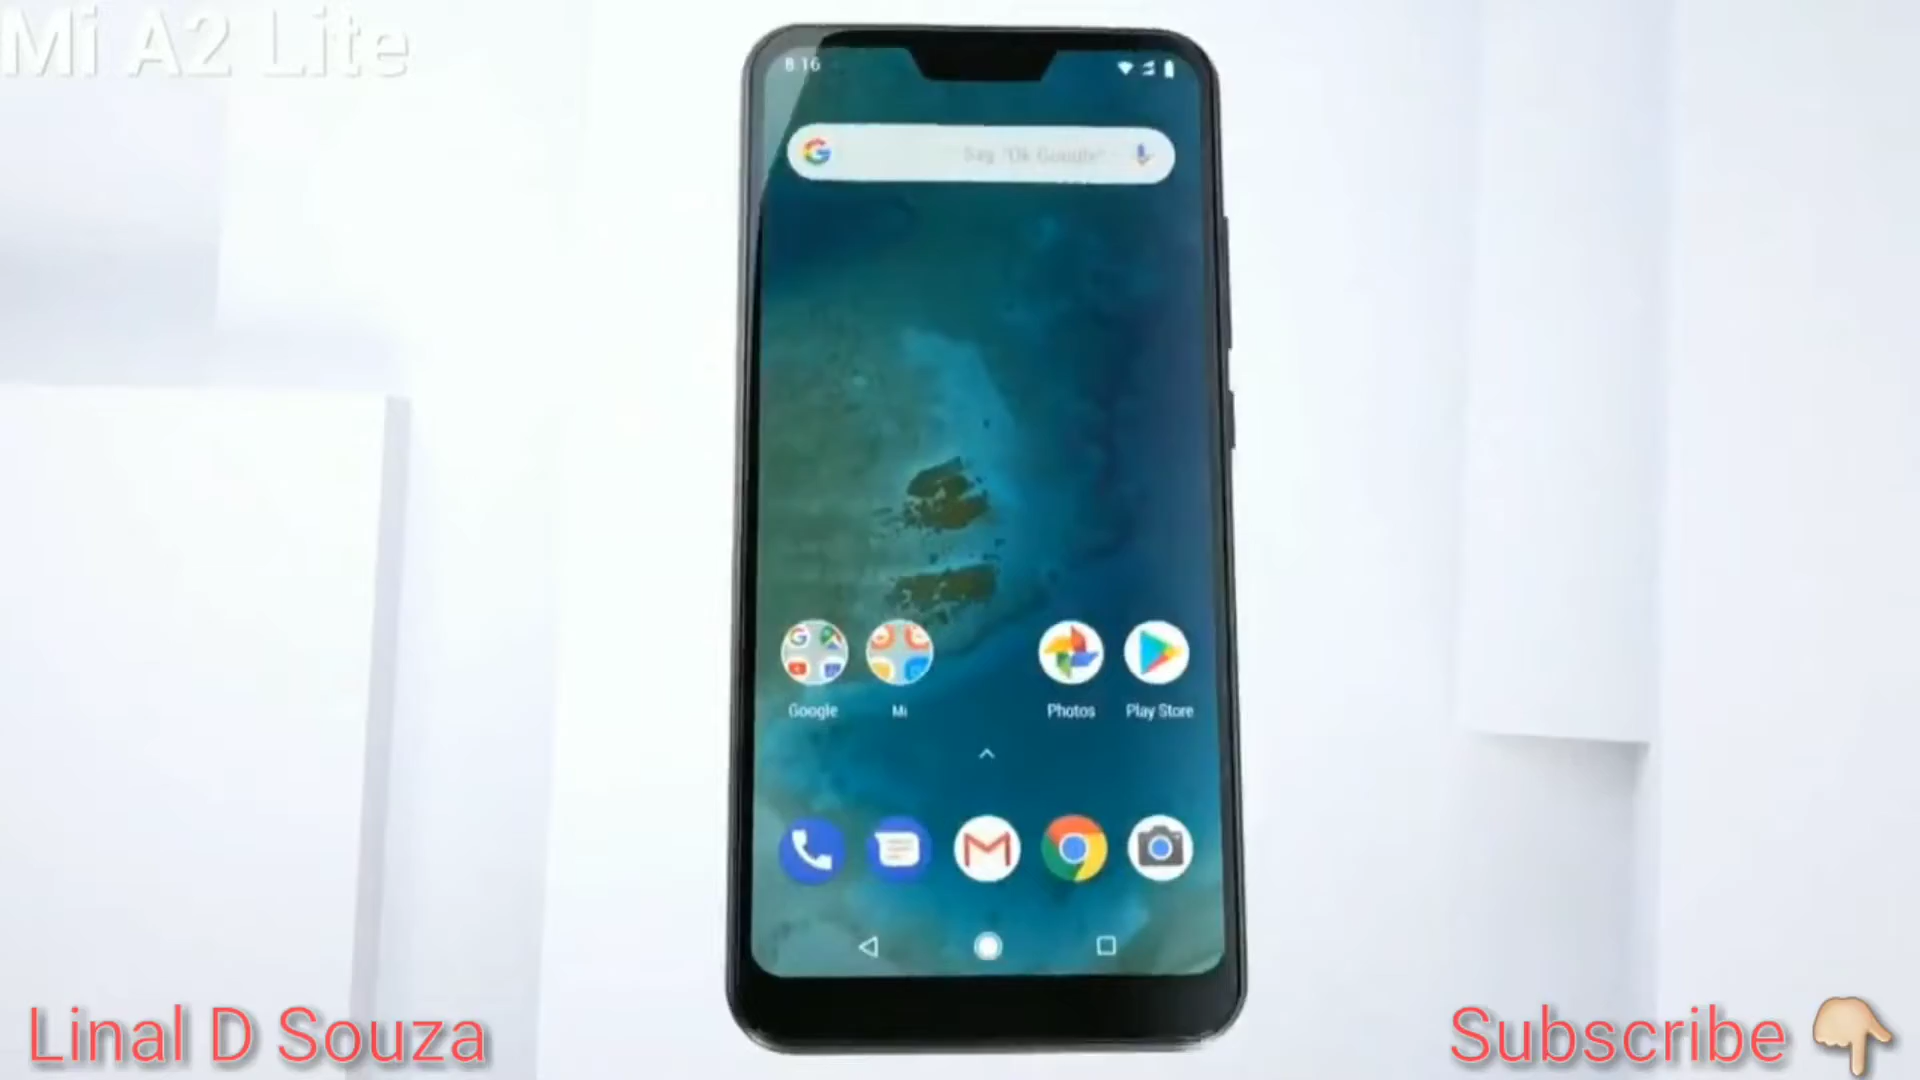 Mi A2 Lite
8:16
Say "Ok Google"
Google
Mi
Photos
Play Store
Linal D Souza
Subscribe 👇🏼